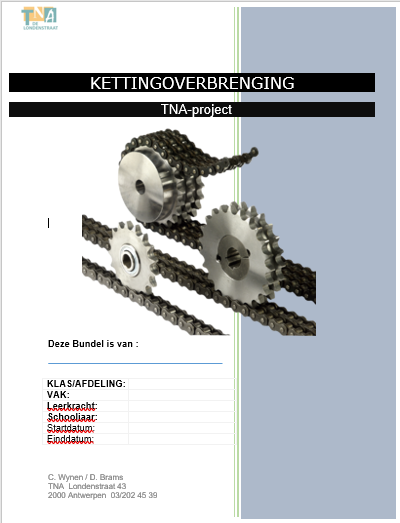 TNA
DE
LONDENSTRAAT
KETTINGOVERBRENGING
TNA-project
Deze Bundel is van :
KLAS/AFDELING:
VAK:
Leerkracht:
Schooljaar:
Startdatum:
Einddatum:
C. Wynen / D. Brams
TNA Londenstraat 43
2000 Antwerpen 03/202 45 39